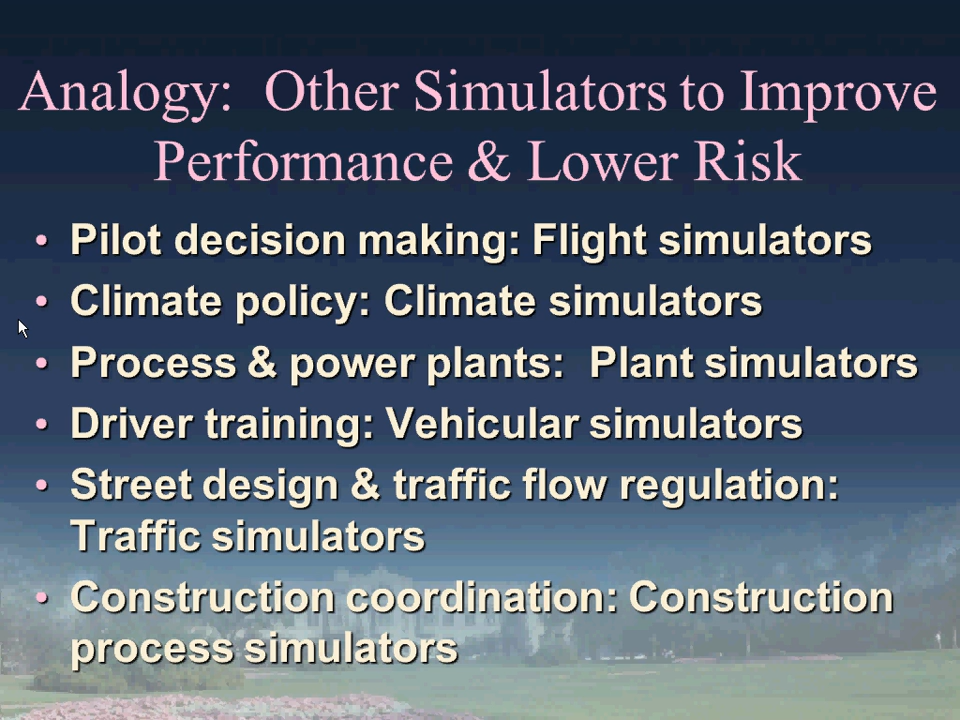 Analogy:  Other Simulators to Improve
Performance & Lower Risk
• Pilot decision making: Flight simulators
• Climate policy: Climate simulators
• Process & power plants:  Plant simulators
• Driver training: Vehicular simulators
• Street design & traffic flow regulation:
Traffic simulators
• Construction coordination: Construction
process simulators